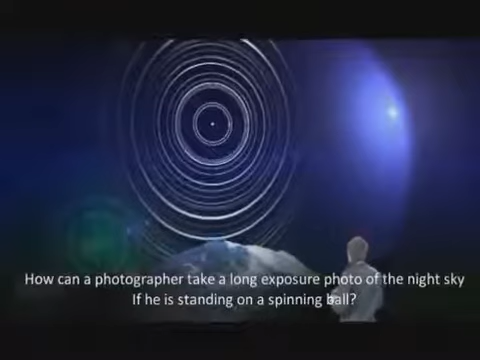 How can a photographer take a long exposure photo of the night sky
If he is standing on a spinning ball?